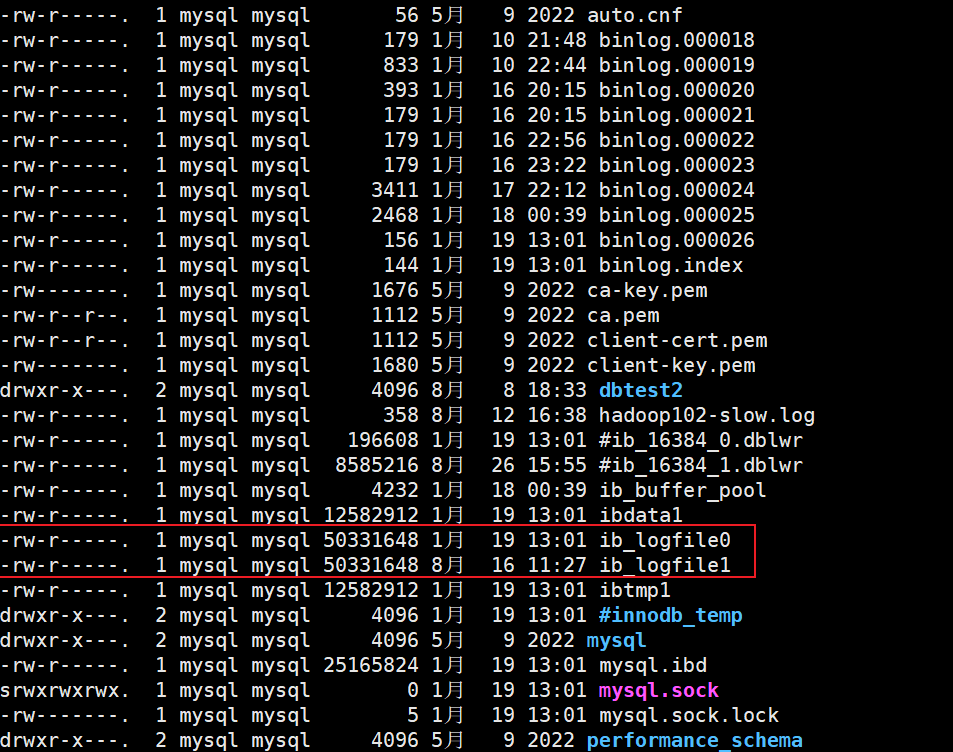 -rw-r-----.  1 mysql mysql       56 5月   9 2022 auto.cnf
-rw-r-----.  1 mysql mysql      179 1月  10 21:48 binlog.000018
-rw-r-----.  1 mysql mysql      833 1月  10 22:44 binlog.000019
-rw-r-----.  1 mysql mysql      393 1月  16 20:15 binlog.000020
-rw-r-----.  1 mysql mysql      179 1月  16 20:15 binlog.000021
-rw-r-----.  1 mysql mysql      179 1月  16 22:56 binlog.000022
-rw-r-----.  1 mysql mysql      179 1月  16 23:22 binlog.000023
-rw-r-----.  1 mysql mysql     3411 1月  17 22:12 binlog.000024
-rw-r-----.  1 mysql mysql     2468 1月  18 00:39 binlog.000025
-rw-r-----.  1 mysql mysql      156 1月  19 13:01 binlog.000026
-rw-r-----.  1 mysql mysql      144 1月  19 13:01 binlog.index
-rw-------.  1 mysql mysql     1676 5月   9 2022 ca-key.pem
-rw-r--r--.  1 mysql mysql     1112 5月   9 2022 ca.pem
-rw-r--r--.  1 mysql mysql     1112 5月   9 2022 client-cert.pem
-rw-------.  1 mysql mysql     1680 5月   9 2022 client-key.pem
drwxr-x---.  2 mysql mysql     4096 8月   8 18:33 dbtest2
-rw-r-----.  1 mysql mysql      358 8月  12 16:38 hadoop102-slow.log
-rw-r-----.  1 mysql mysql   196608 1月  19 13:01 #ib_16384_0.dblwr
-rw-r-----.  1 mysql mysql  8585216 8月  26 15:55 #ib_16384_1.dblwr
-rw-r-----.  1 mysql mysql     4232 1月  18 00:39 ib_buffer_pool
-rw-r-----.  1 mysql mysql 12582912 1月  19 13:01 ibdata1
-rw-r-----.  1 mysql mysql 50331648 1月  19 13:01 ib_logfile0
-rw-r-----.  1 mysql mysql 50331648 8月  16 11:27 ib_logfile1
-rw-r-----.  1 mysql mysql 12582912 1月  19 13:01 ibtmp1
drwxr-x---.  2 mysql mysql     4096 1月  19 13:01 #innodb_temp
drwxr-x---.  2 mysql mysql     4096 5月   9 2022 mysql
-rw-r-----.  1 mysql mysql 25165824 1月  19 13:01 mysql.ibd
srwxrwxrwx.  1 mysql mysql        0 1月  19 13:01 mysql.sock
-rw-------.  1 mysql mysql        5 1月  19 13:01 mysql.sock.lock
drwxr-x---.  2 mysql mysql     4096 5月   9 2022 performance_schema